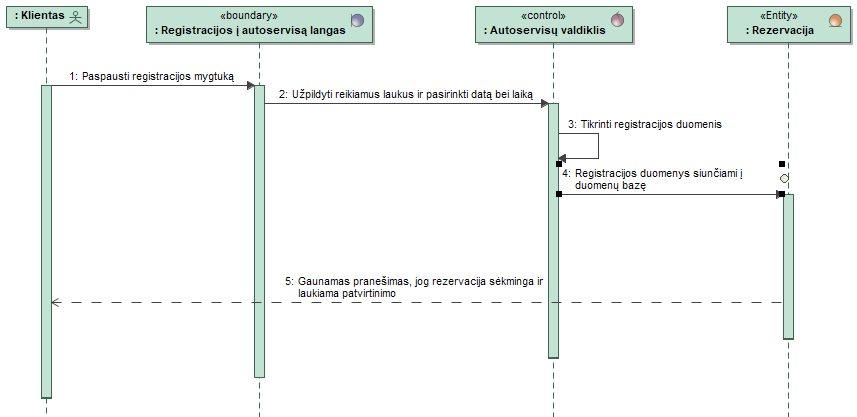 : Klientas
«boundary»
: Registracijos į autoservisą langas
«control»
: Autoservisų valdiklis
«Entity»
: Rezervacija
1: Paspausti registracijos mygtuką
2: Užpildyti reikiamus laukus ir pasirinkti datą bei laiką
3: Tikrinti registracijos duomenis
4: Registracijos duomenys siunčiami į
duomenų bazę
5: Gaunamas pranešimas, jog rezervacija sėkminga ir
laukiama patvirtinimo